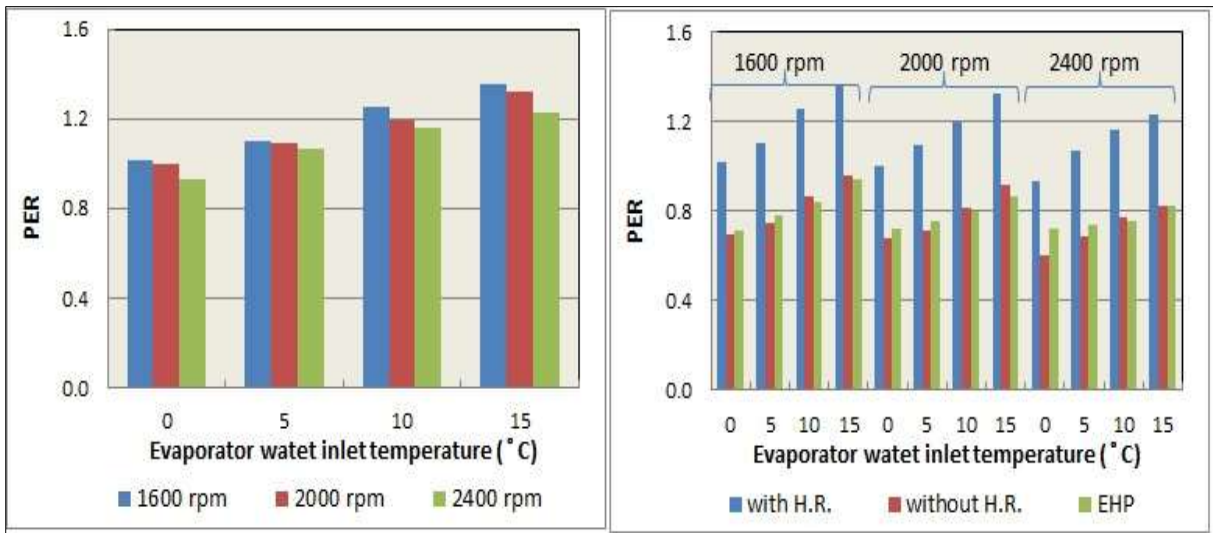 1.6
1.2
0.8
0.4
0.0
PER
0 5 10 15
Evaporator watet inlet temperature (˚C)
1600 rpm 2000 rpm 2400 rpm
1.6
1.2
0.8
0.4
0.0
PER
1600 rpm 2000 rpm 2400 rpm
0 5 10 15 0 5 10 15 0 5 10 15
Evaporator watet inlet temperature (˚C)
with H.R. without H.R. EHP